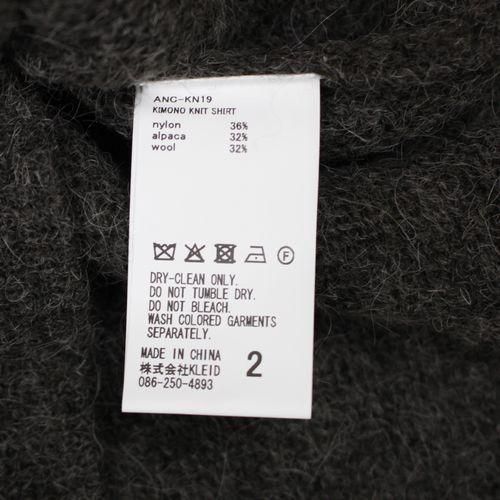 ANC-KN19
KIMONO KNIT SHIRT
nylon 36%
alpaca 32%
wool 32%
F
DRY-CLEAN ONLY.
DO NOT TUMBLE DRY.
DO NOT BLEACH.
WASH COLORED GARMENTS
SEPARATELY.
MADE IN CHINA
株式会社KLEID
086-250-4893
2